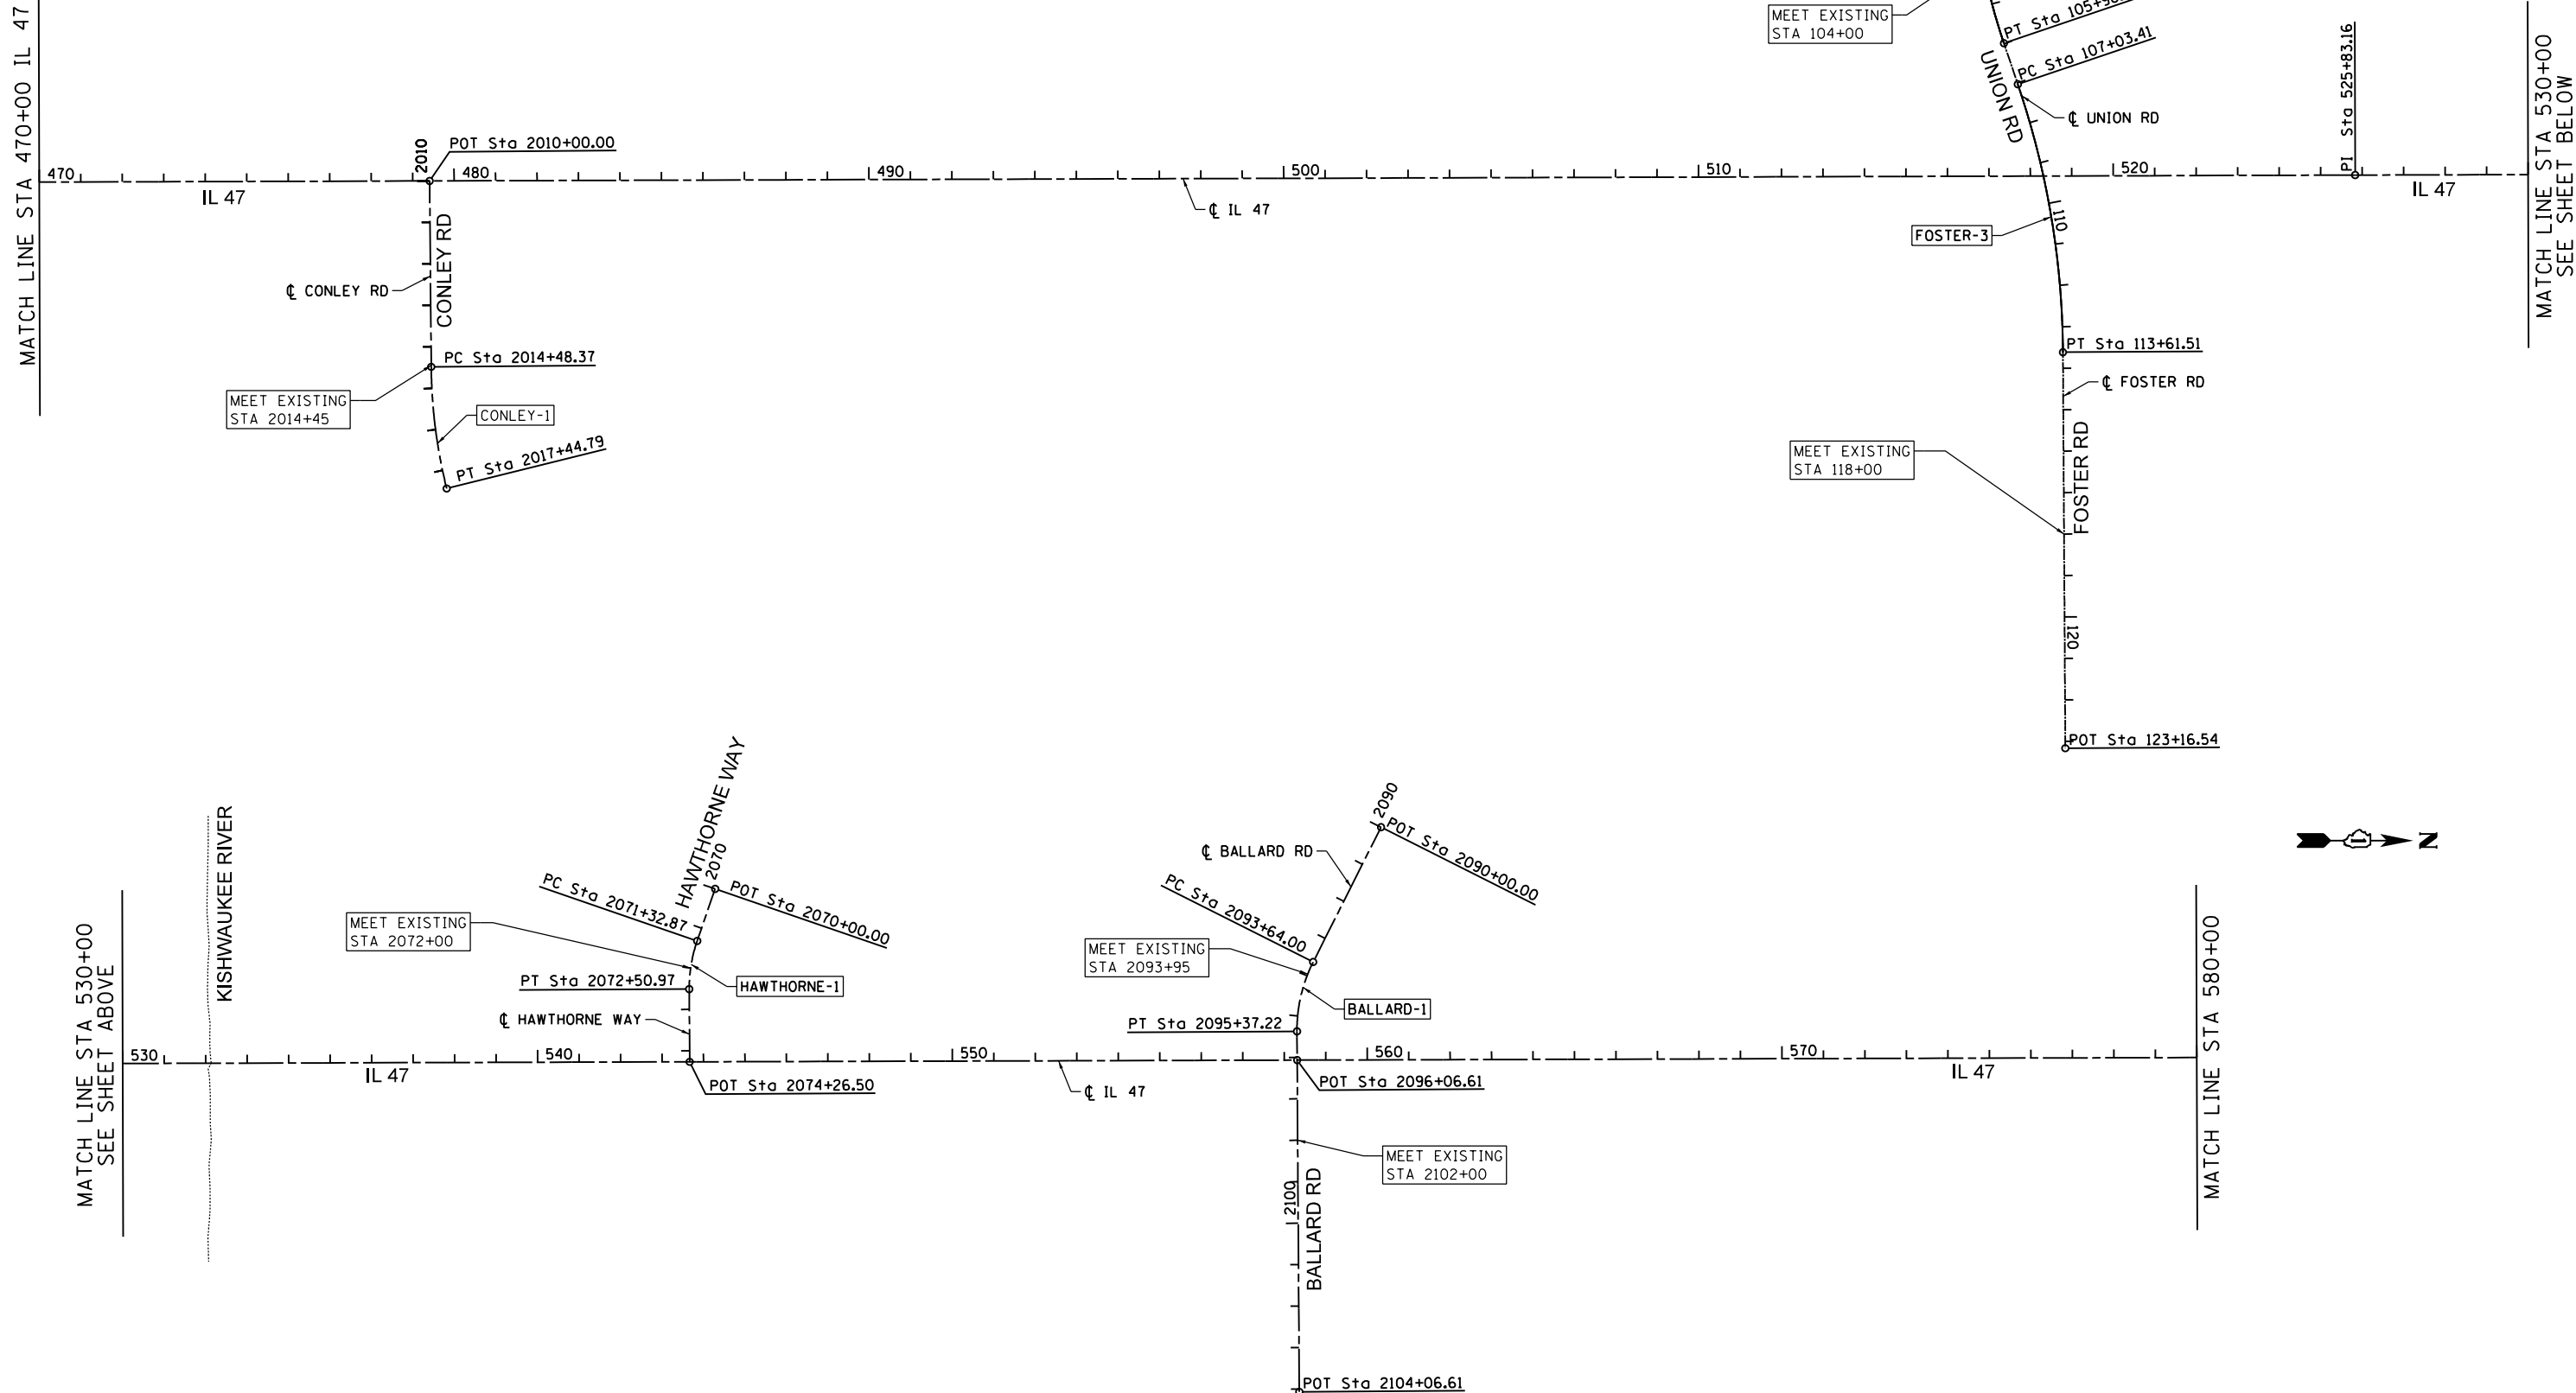 MATCH LINE STA 470+00 IL 47
470
IL 47
2010
POT Sta 2010+00.00
480
CONLEY RD
℄ CONLEY RD
PC Sta 2014+48.37
MEET EXISTING
STA 2014+45
CONLEY-1
PT Sta 2017+44.79
490
℄ IL 47
500
510
MEET EXISTING
STA 104+00
PT Sta 105+
PC Sta 107+03.41
UNION RD
℄ UNION RD
520
PI Sta 525+83.16
IL 47
MATCH LINE STA 530+00
SEE SHEET BELOW
110
FOSTER-3
PT Sta 113+61.51
℄ FOSTER RD
FOSTER RD
MEET EXISTING
STA 118+00
120
POT Sta 123+16.54
N
MATCH LINE STA 530+00
SEE SHEET ABOVE
530
KISHWAUKEE RIVER
IL 47
HAWTHORNE WAY
2070
POT Sta 2070+00.00
PC Sta 2071+32.87
MEET EXISTING
STA 2072+00
HAWTHORNE-1
PT Sta 2072+50.97
℄ HAWTHORNE WAY
540
POT Sta 2074+26.50
550
℄ IL 47
2090
POT Sta 2090+00.00
℄ BALLARD RD
PC Sta 2093+64.00
MEET EXISTING
STA 2093+95
BALLARD-1
PT Sta 2095+37.22
560
POT Sta 2096+06.61
MEET EXISTING
STA 2102+00
2100
BALLARD RD
POT Sta 2104+06.61
570
IL 47
MATCH LINE STA 580+00